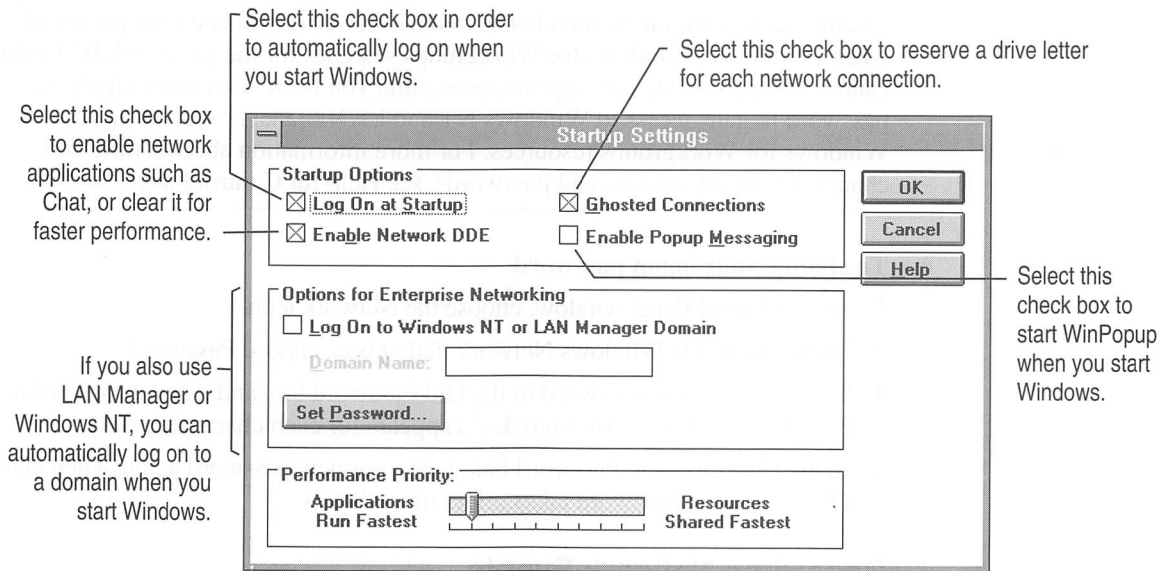 Select this check box in order
to automatically log on when
you start Windows.
Select this check box to reserve a drive letter
for each network connection.
Select this check box
to enable network
applications such as
Chat, or clear it for
faster performance.
Startup Settings
Startup Options
Log On at Startup
Ghosted Connections
Enable Network DDE
Enable Popup Messaging
OK
Cancel
Help
Select this
check box to
start WinPopup
when you start
Windows.
Options for Enterprise Networking
Log On to Windows NT or LAN Manager Domain
Domain Name:
Set Password...
If you also use
LAN Manager or
Windows NT, you can
automatically log on to
a domain when you
start Windows.
Performance Priority:
Applications
Run Fastest
Resources
Shared Fastest